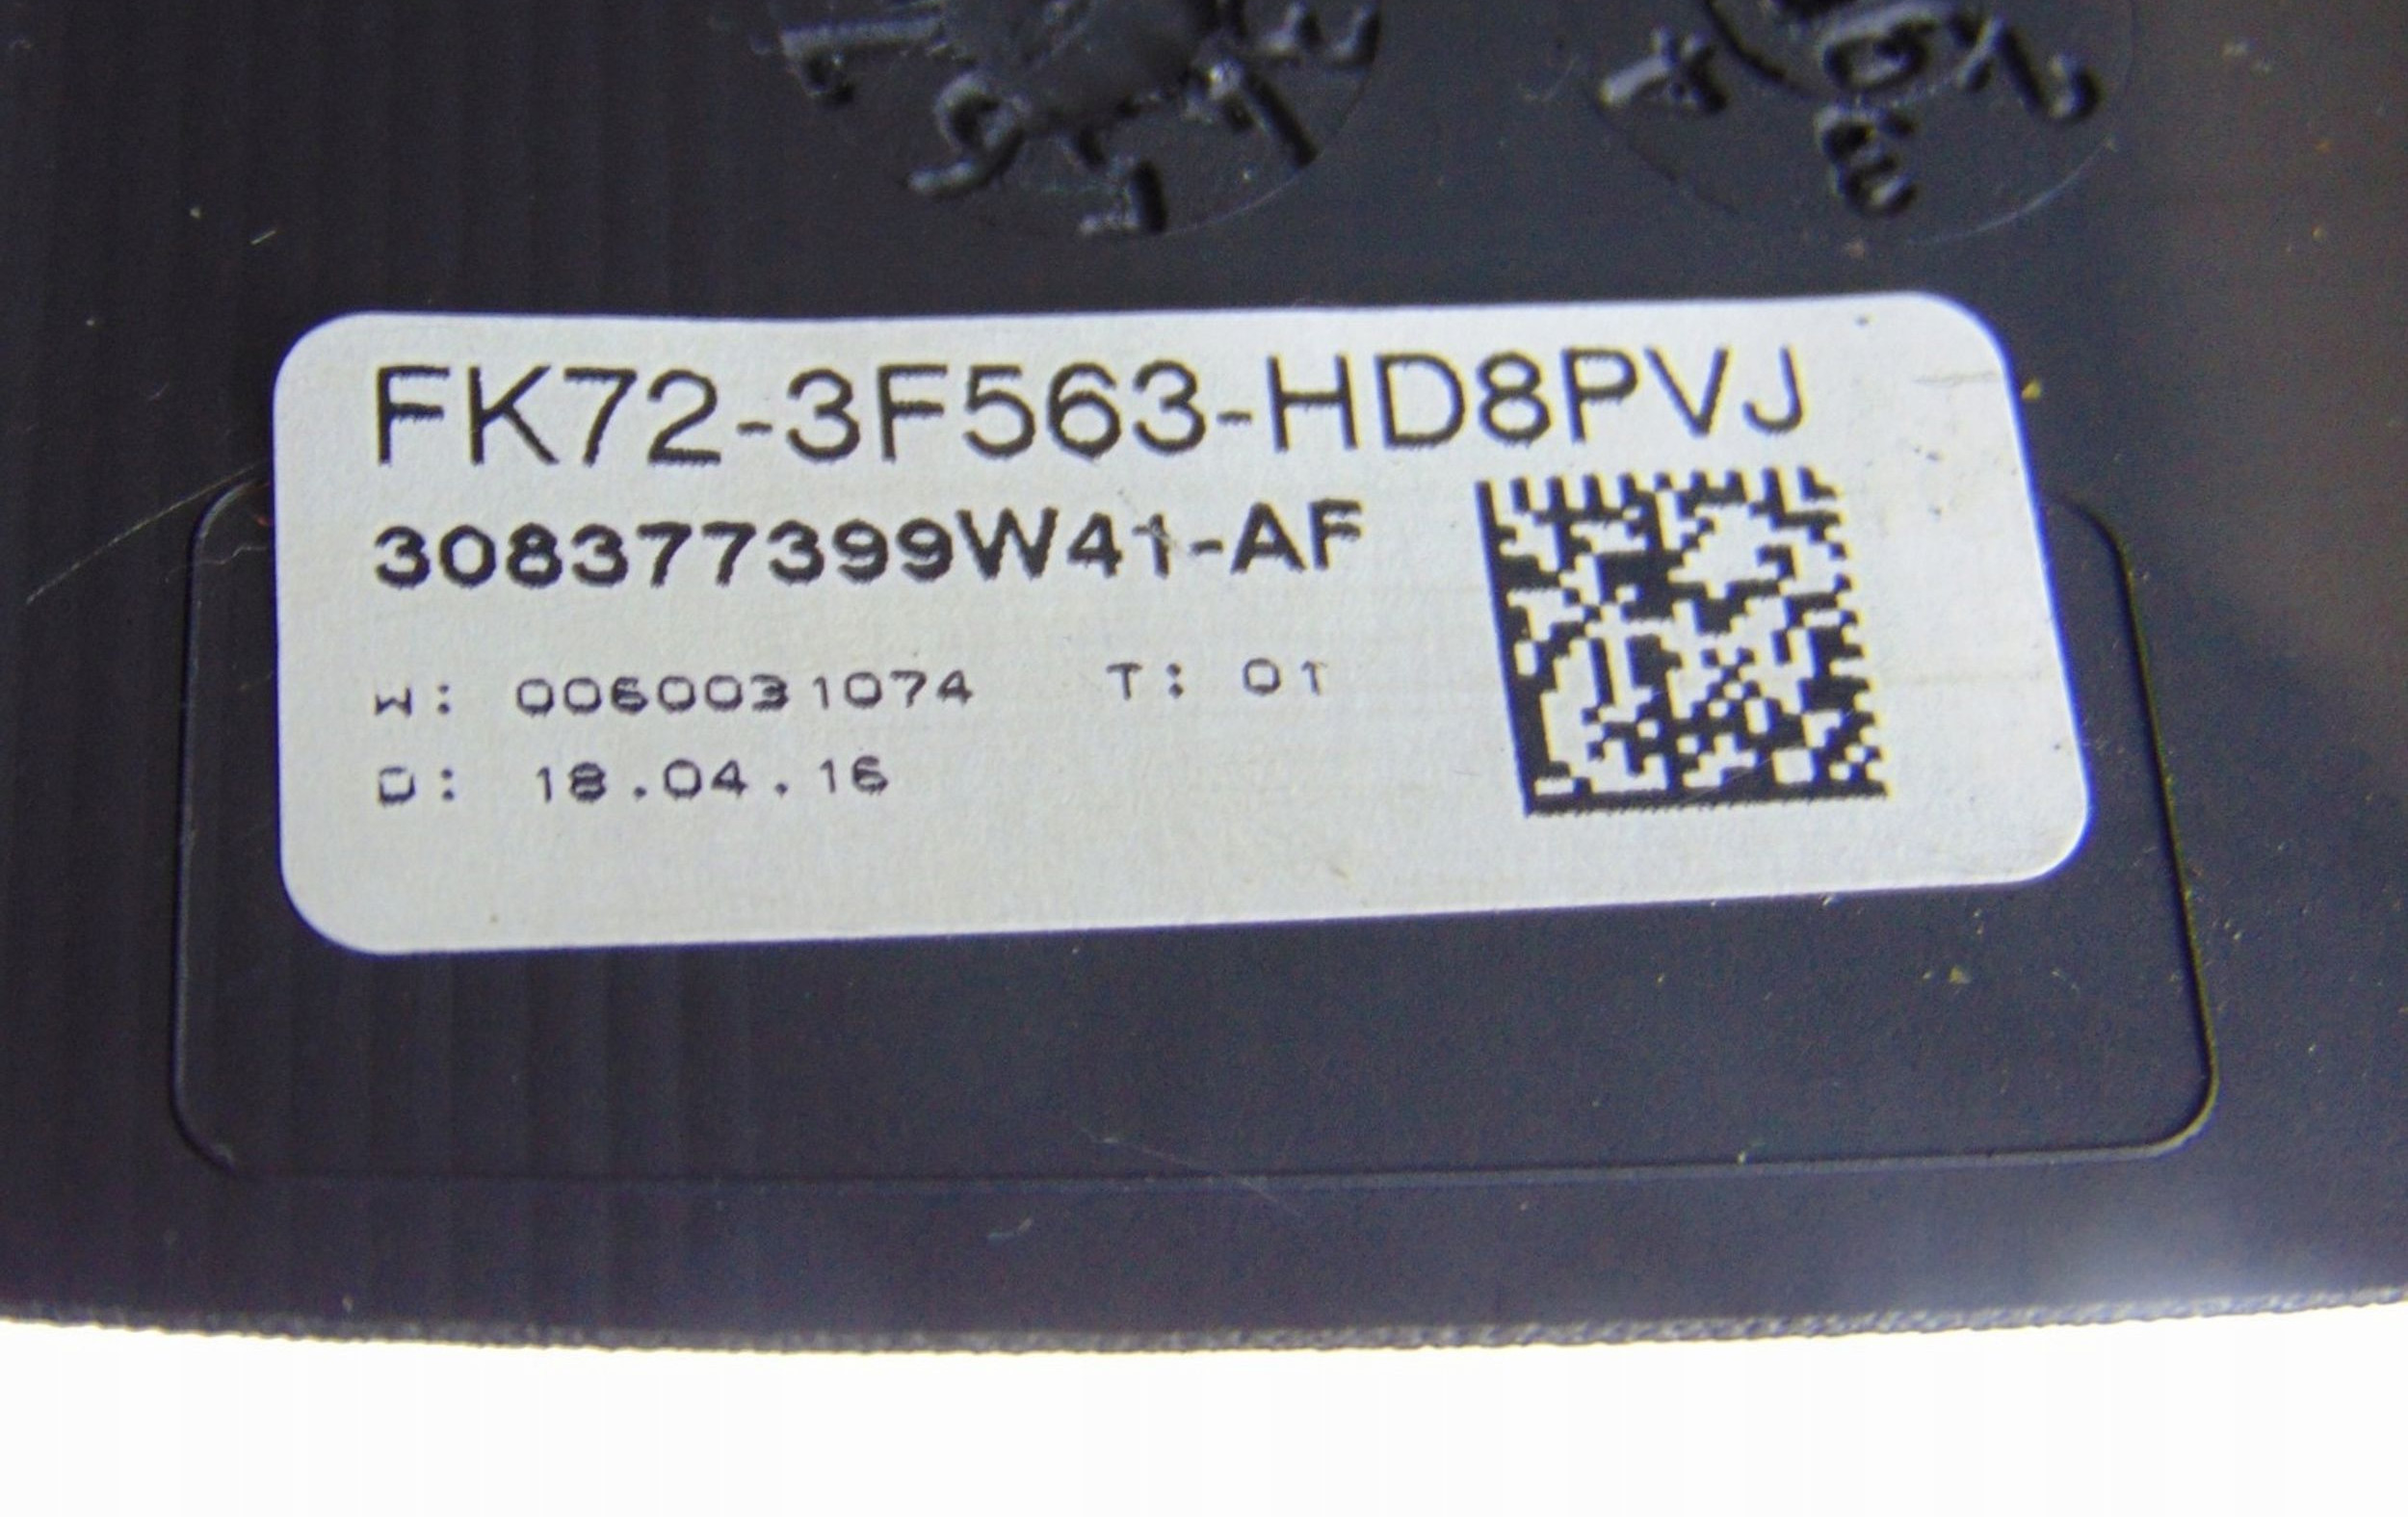 FK72-3F563-HD8PVJ
308377399W41-AF
W: 0060031074 T: 01
D: 18.04.16